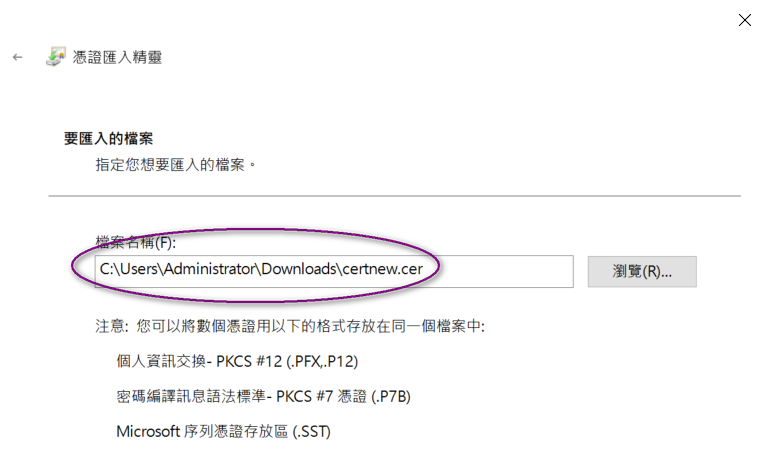 ← 憑證匯入精靈
要匯入的檔案
指定您想要匯入的檔案。
檔案名稱(F):
C:\Users\Administrator\Downloads\certnew.cer 瀏覽(R)...
注意: 您可以將數個憑證用以下的格式存放在同一個檔案中:
個人資訊交換- PKCS #12 (.PFX,.P12)
密碼編譯訊息語法標準- PKCS #7 憑證 (.P7B)
Microsoft 序列憑證存放區 (.SST)